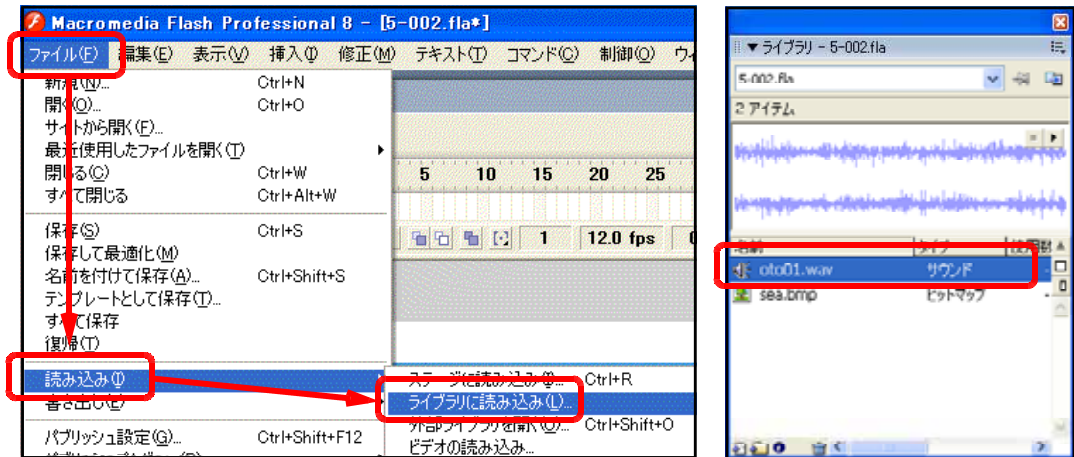 Macromedia Flash Professional 8 - [5-002.fla*]
ファイル(F) 編集(E) 表示(V) 挿入(I) 修正(M) テキスト(T) コマンド(C) 制御(O) ウィ
新規(N)... Ctrl+N
開く(O)... Ctrl+O
サイトから開く(F)...
最近使用したファイルを開く(T)
閉じる(C) Ctrl+W
すべて閉じる Ctrl+Alt+W
保存(S) Ctrl+S
保存して最適化(M)
名前を付けて保存(A)... Ctrl+Shift+S
テンプレートとして保存(T)...
すべて保存
復帰(T)
読み込み(I)
書き出し(E)
パブリッシュ設定(G)... Ctrl+Shift+F12
5 10 15 20 25
1 12.0 fps
ステージに読み込み(I)... Ctrl+R
ライブラリに読み込み(L)...
外部ライブラリを開く(O)... Ctrl+Shift+O
ビデオの読み込み...
ライブラリ - 5-002.fla
5-002.fla
2 アイテム
名前 タイプ 使用数
oto01.wav サウンド -
sea.bmp ビットマップ -